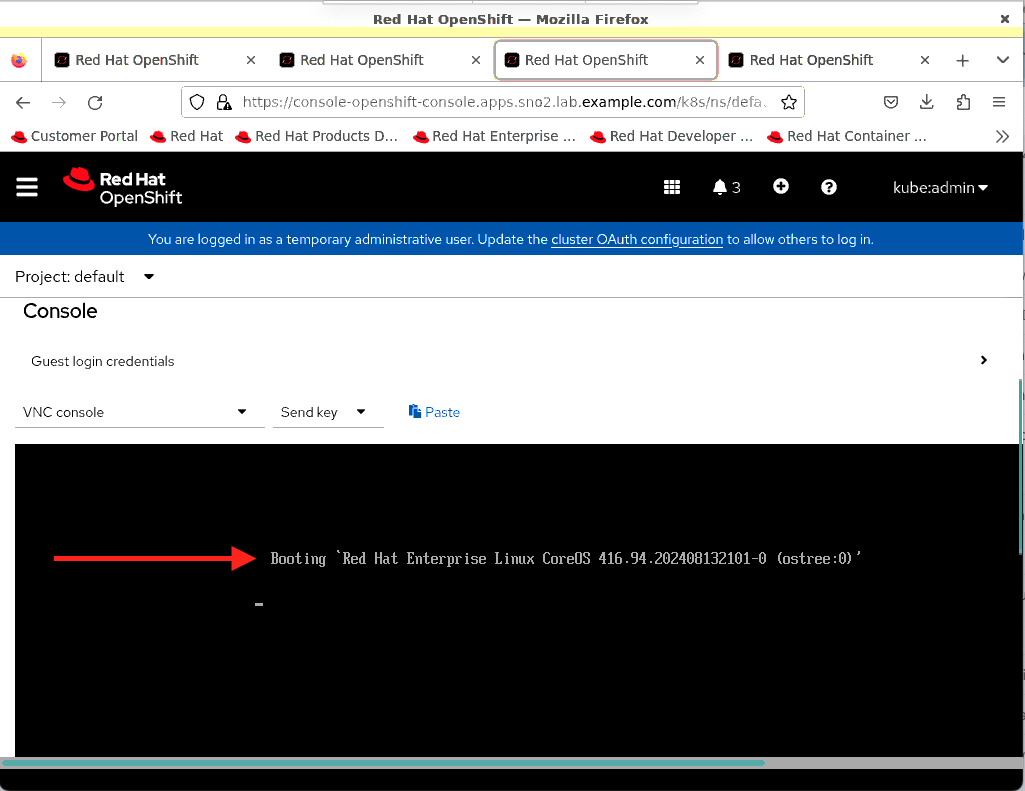 Red Hat OpenShift — Mozilla Firefox
Red Hat OpenShift
Red Hat OpenShift
Red Hat OpenShift
Red Hat OpenShift
https://console-openshift-console.apps.sno2.lab.example.com/k8s/ns/defa
Customer Portal
Red Hat
Red Hat Products D…
Red Hat Enterprise …
Red Hat Developer …
Red Hat Container …
Red Hat
OpenShift
3
kube:admin
You are logged in as a temporary administrative user. Update the cluster OAuth configuration to allow others to log in.
Project: default
Console
Guest login credentials
VNC console
Send key
Paste
Booting `Red Hat Enterprise Linux CoreOS 416.94.202408132101-0 (ostree:0)'